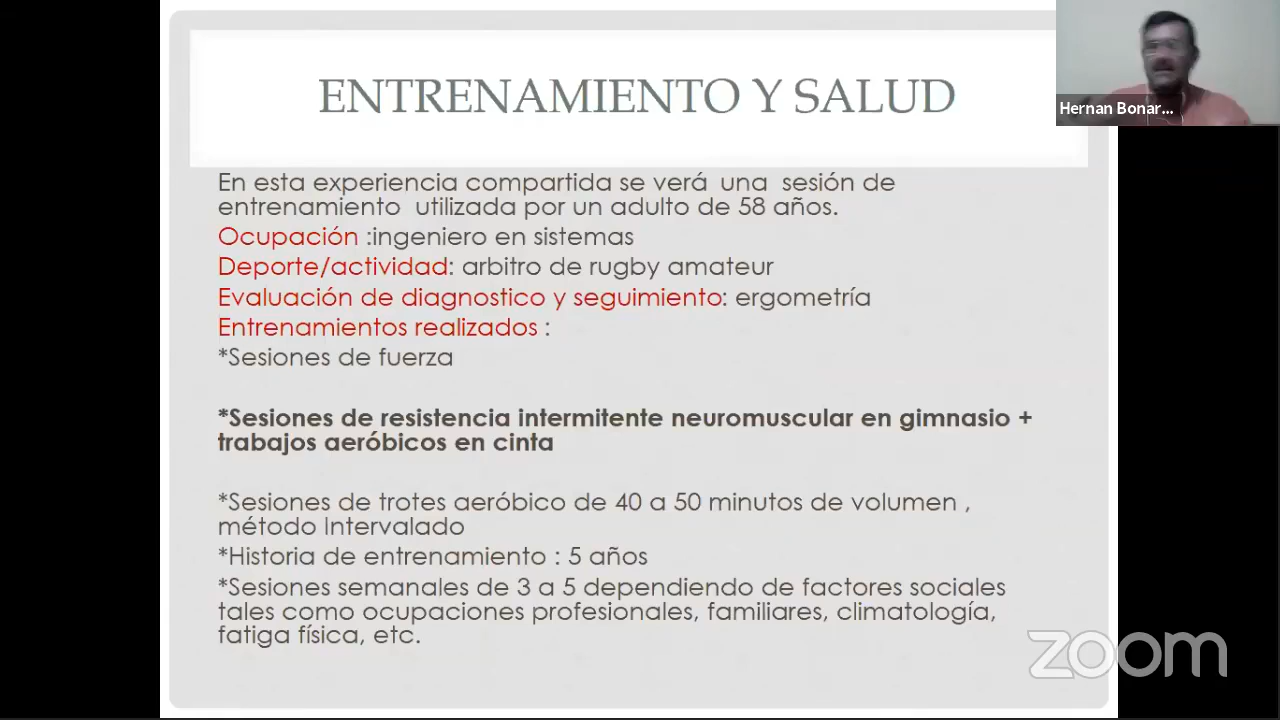 ENTRENAMIENTO Y SALUD
Hernan Bonar...
En esta experiencia compartida se verá una sesión de
entrenamiento utilizada por un adulto de 58 años.
Ocupación :ingeniero en sistemas
Deporte/actividad: arbitro de rugby amateur
Evaluación de diagnostico y seguimiento: ergometría
Entrenamientos realizados :
*Sesiones de fuerza
*Sesiones de resistencia intermitente neuromuscular en gimnasio +
trabajos aeróbicos en cinta
*Sesiones de trotes aeróbico de 40 a 50 minutos de volumen ,
método Intervalado
*Historia de entrenamiento : 5 años
*Sesiones semanales de 3 a 5 dependiendo de factores sociales
tales como ocupaciones profesionales, familiares, climatología,
fatiga física, etc.
zoom